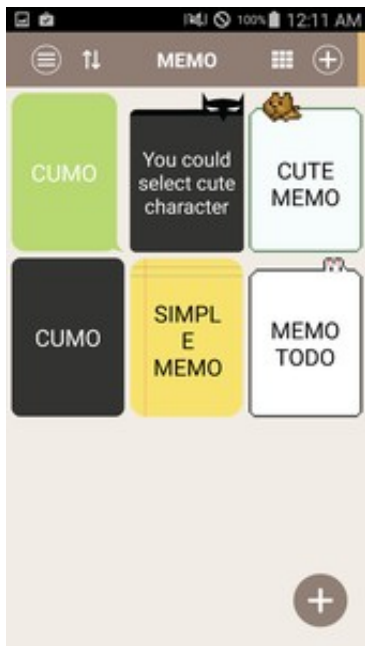 100% 12:11 AM
MEMO
CUMO
You could
select cute
character
CUTE
MEMO
CUMO
SIMPL
E
MEMO
MEMO
TODO